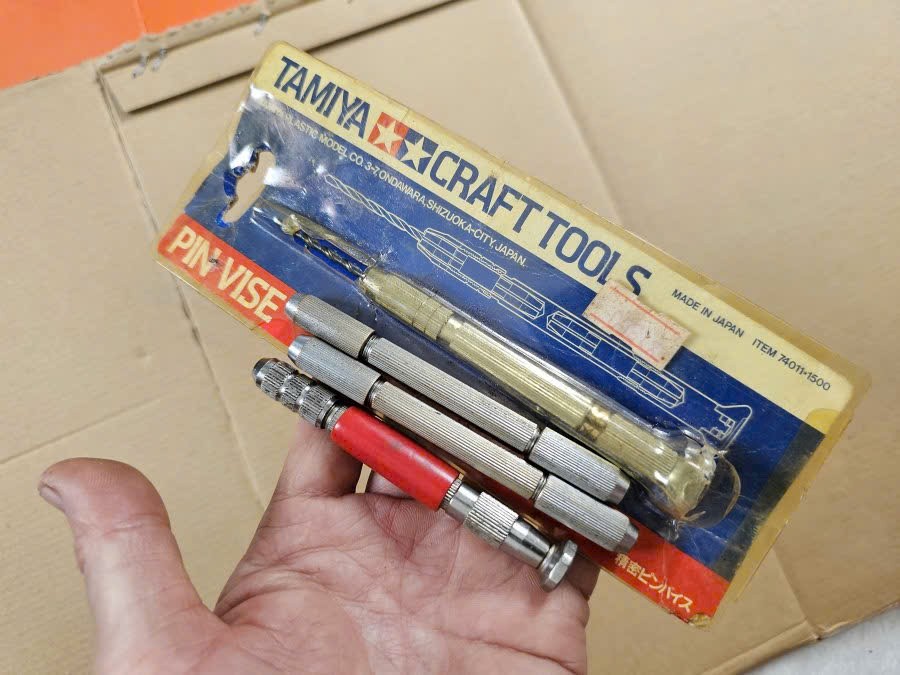 TAMIYA CRAFT TOOLS
PLASTIC MODEL CO. 3-7, ONDAWARA, SHIZUOKA-CITY, JAPAN.
MADE IN JAPAN ITEM 74011•1500
PIN VISE
精密ピンバイス